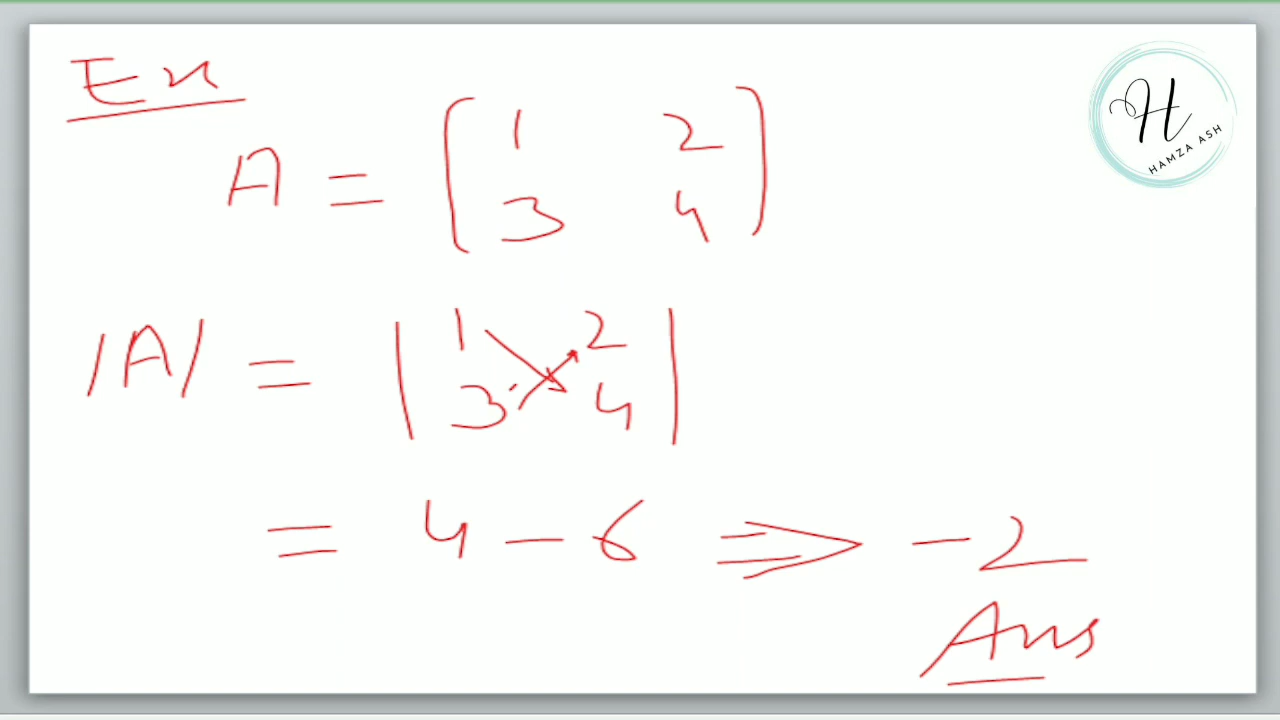 Ex
H
HAMZA ASH
A = [1 2
3 4]
|A| = |1 2
3 4|
= 4 - 6 ⇒ -2
Ans